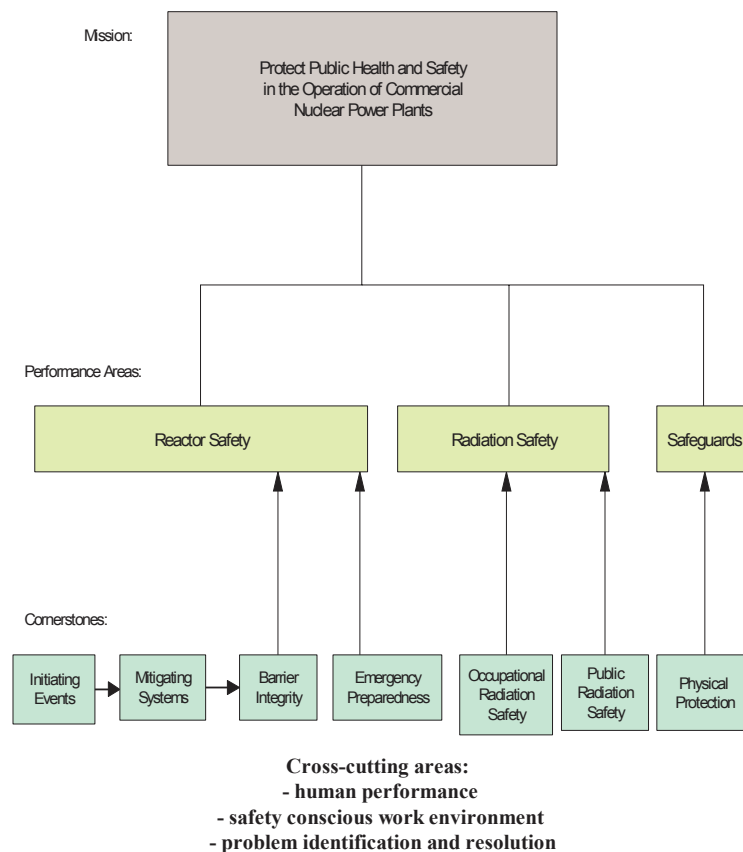 Mission:
Protect Public Health and Safety
in the Operation of Commercial
Nuclear Power Plants
Performance Areas:
Reactor Safety
Radiation Safety
Safeguards
Cornerstones:
Initiating
Events
Mitigating
Systems
Barrier
Integrity
Emergency
Preparedness
Occupational
Radiation
Safety
Public
Radiation
Safety
Physical
Protection
Cross-cutting areas:
- human performance
- safety conscious work environment
- problem identification and resolution